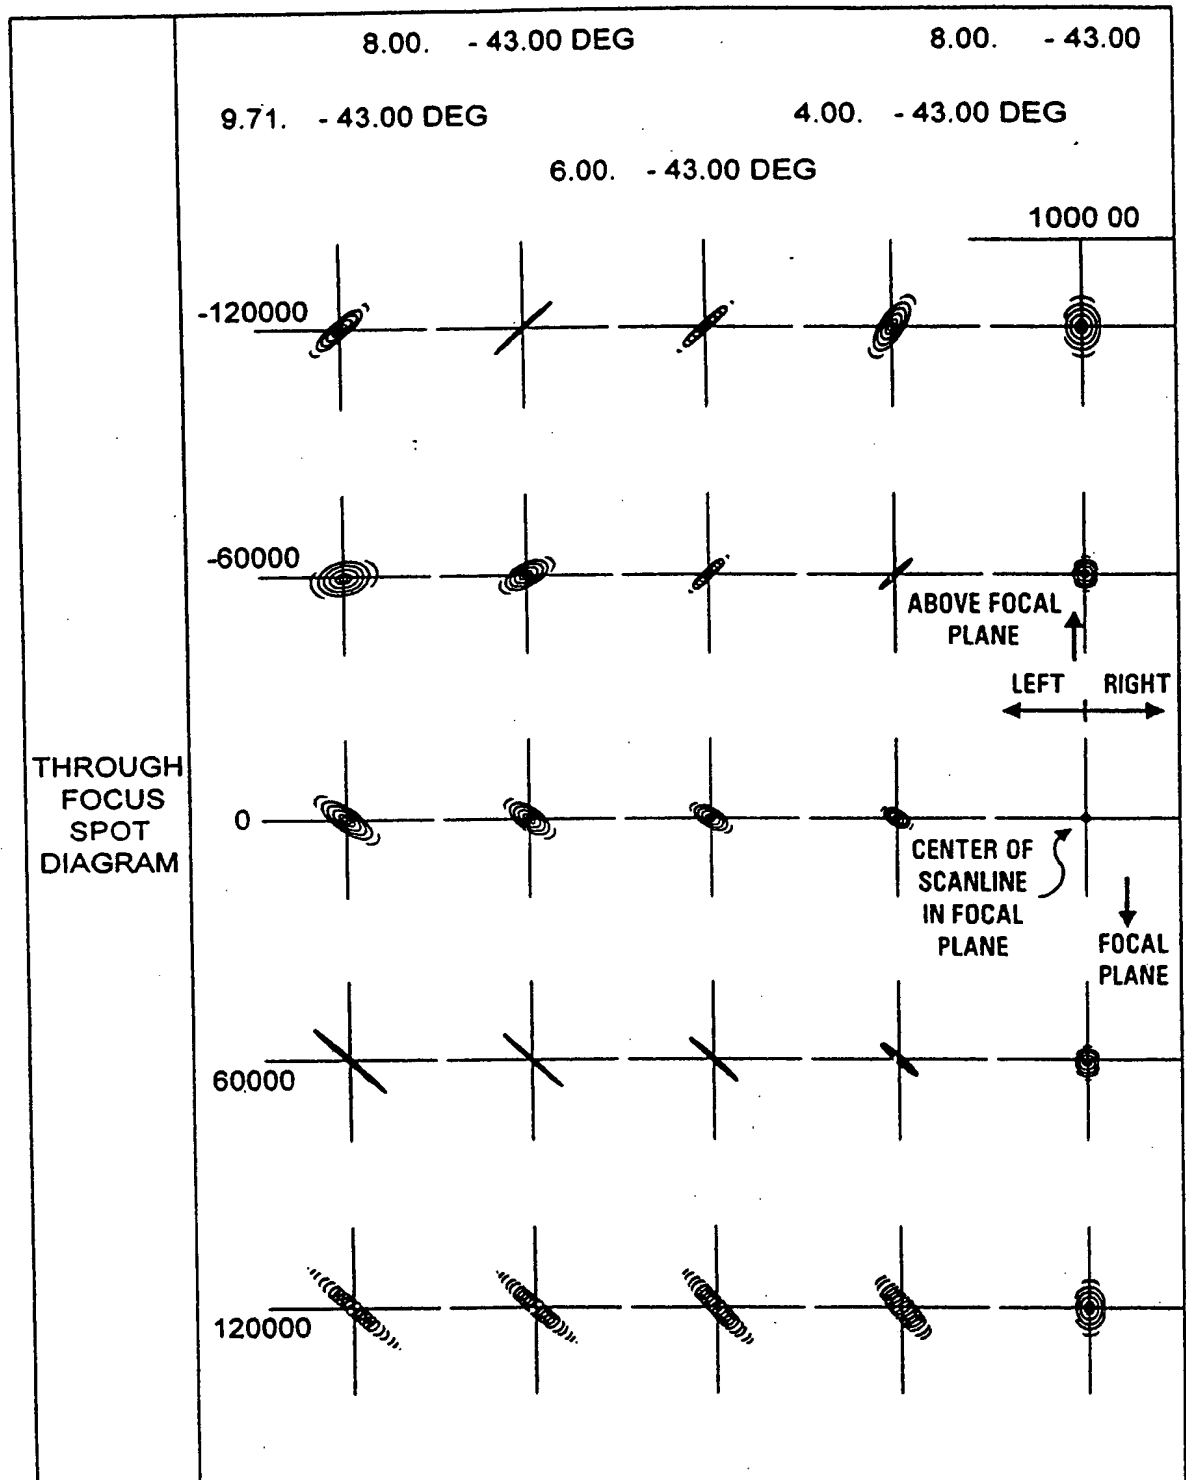 8.00. - 43.00 DEG 8.00. - 43.00
9.71. - 43.00 DEG 4.00. - 43.00 DEG
6.00. - 43.00 DEG
1000 00
-120000
-60000
ABOVE FOCAL
PLANE
LEFT RIGHT
THROUGH
FOCUS
SPOT
DIAGRAM
0
CENTER OF
SCANLINE
IN FOCAL
PLANE
FOCAL
PLANE
60000
120000